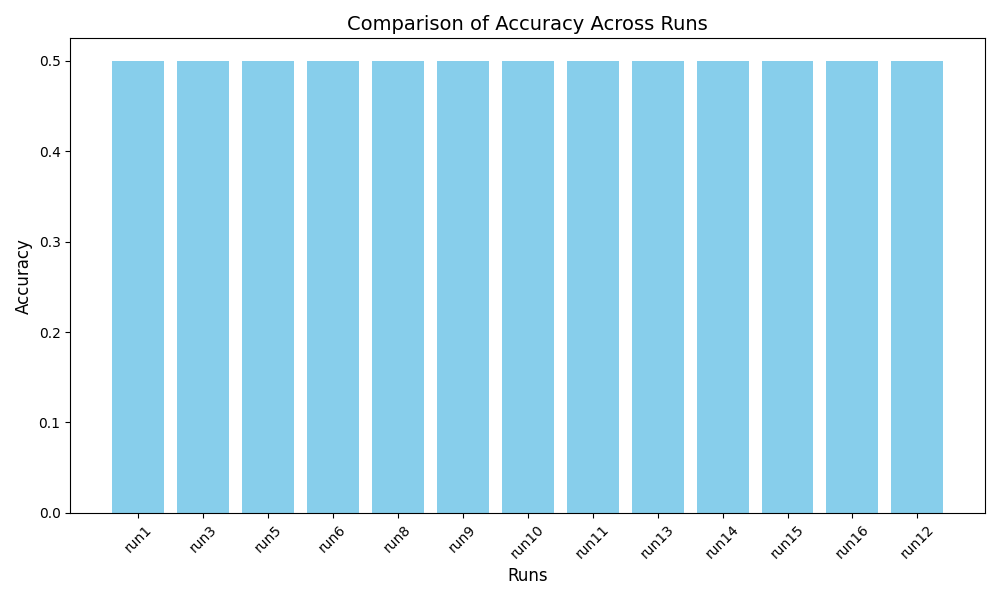 Comparison of Accuracy Across Runs
Accuracy
0.5
0.4
0.3
0.2
0.1
0.0
run1 run3 run5 run6 run8 run9 run10 run11 run13 run14 run15 run16 run12
Runs